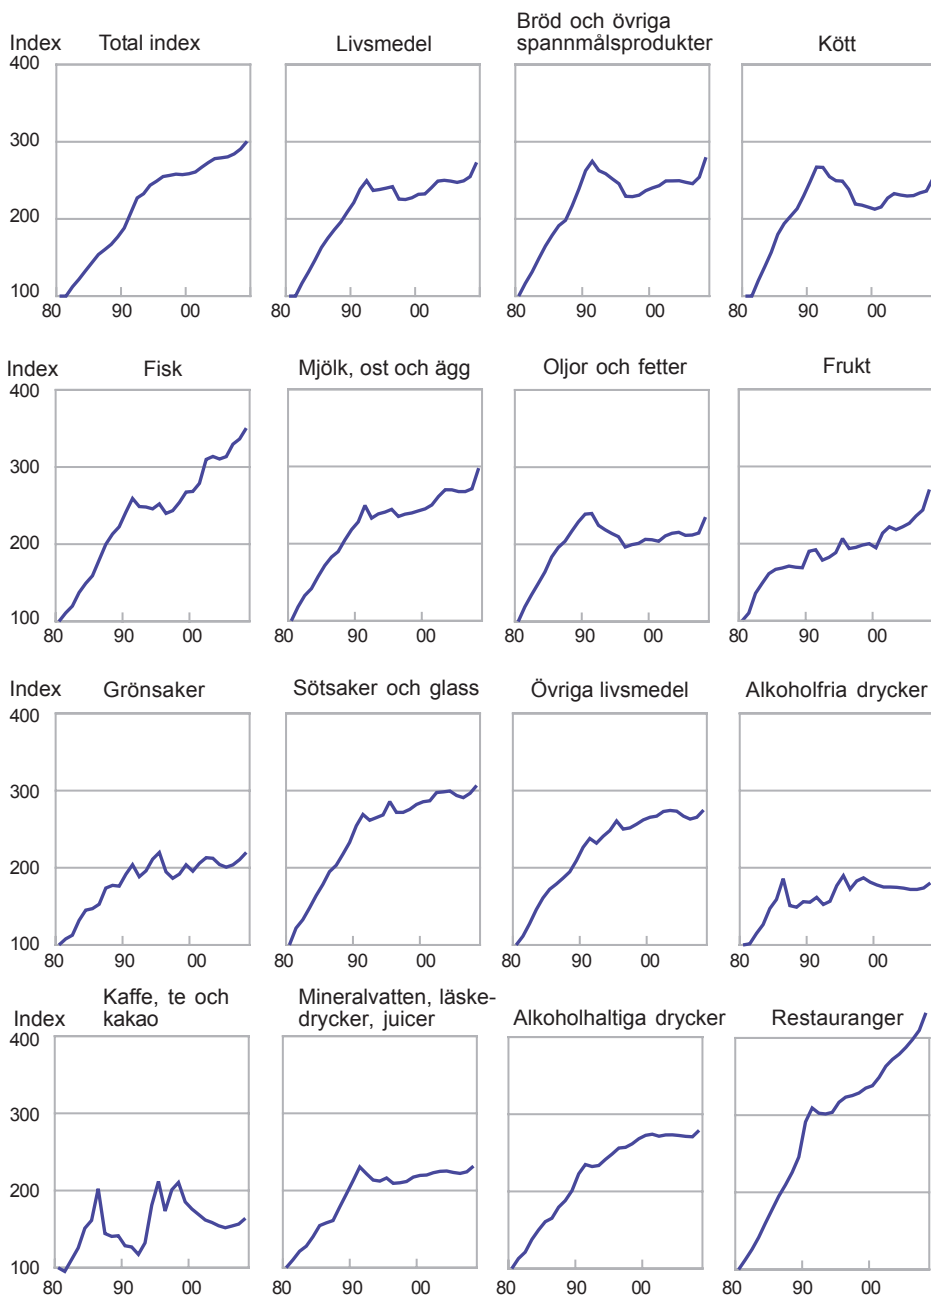 Bröd och övriga
Index Total index Livsmedel spannmålsprodukter Kött
400
300
200
100
80 90 00 80 90 00 80 90 00 80 90 00
Index Fisk Mjölk, ost och ägg Oljor och fetter Frukt
400
300
200
100
80 90 00 80 90 00 80 90 00 80 90 00
Index Grönsaker Sötsaker och glass Övriga livsmedel Alkoholfria drycker
400
300
200
100
80 90 00 80 90 00 80 90 00 80 90 00
Kaffe, te och Mineralvatten, läske-
Index kakao drycker, juicer Alkoholhaltiga drycker Restauranger
400
300
200
100
80 90 00 80 90 00 80 90 00 80 90 00